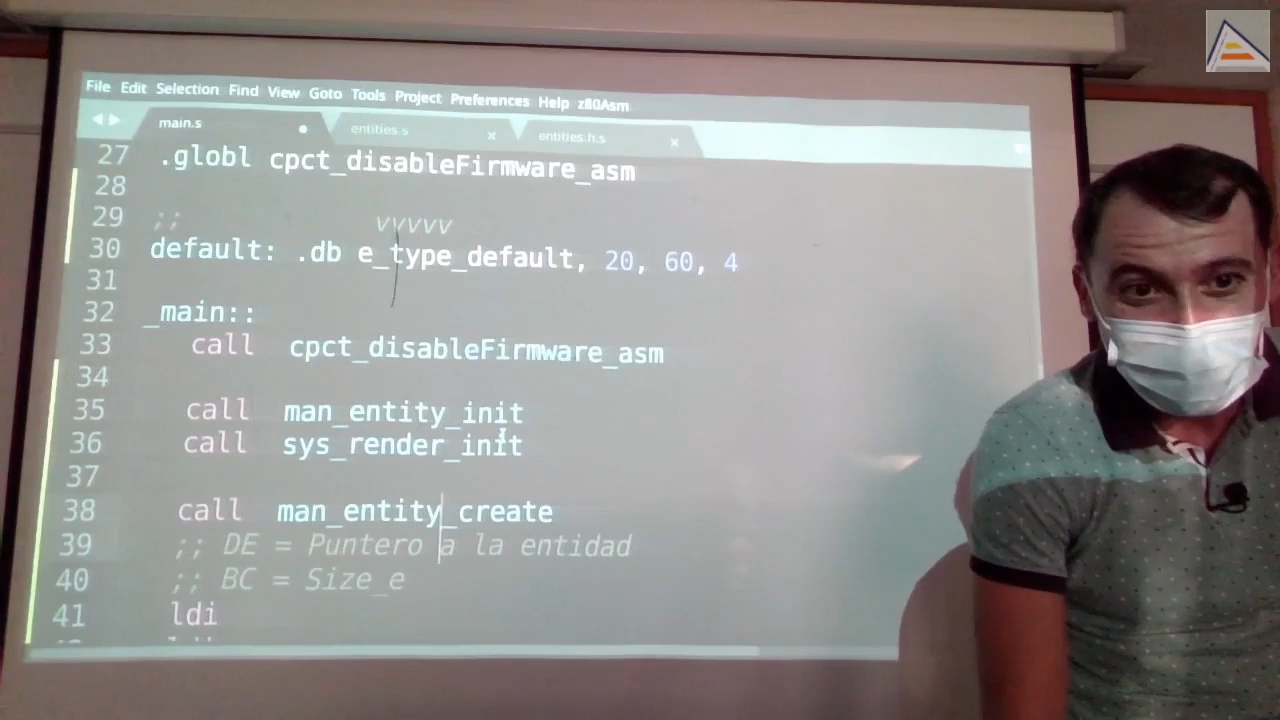 File Edit Selection Find View Goto Tools Project Preferences Help z80Asm
main.s entities.s entities.h.s
27 .globl cpct_disableFirmware_asm
28
29 ;; vvvvv
30 default: .db e_type_default, 20, 60, 4
31
32 _main::
33 call cpct_disableFirmware_asm
34
35 call man_entity_init
36 call sys_render_init
37
38 call man_entity_create
39 ;; DE = Puntero a la entidad
40 ;; BC = Size_e
41 ldi